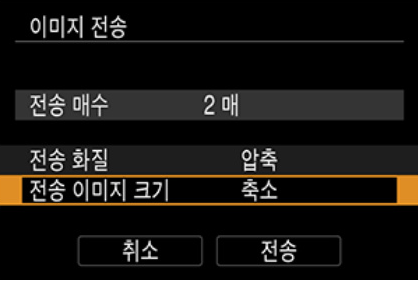 이미지 전송
전송 매수 2 매
전송 화질 압축
전송 이미지 크기 축소
취소 전송